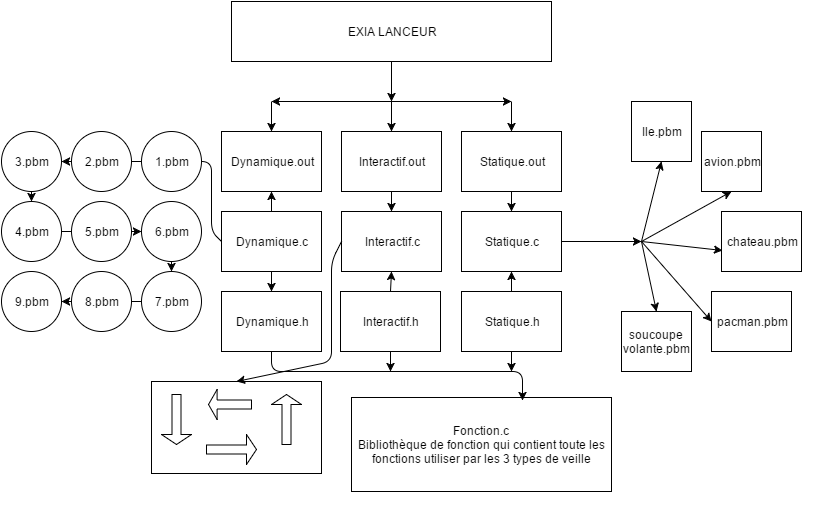 EXIA LANCEUR
3.pbm
2.pbm
1.pbm
Dynamique.out
Interactif.out
Statique.out
Ile.pbm
avion.pbm
4.pbm
5.pbm
6.pbm
Dynamique.c
Interactif.c
Statique.c
chateau.pbm
9.pbm
8.pbm
7.pbm
Dynamique.h
Interactif.h
Statique.h
soucoupe
volante.pbm
pacman.pbm
Fonction.c
Bibliothèque de fonction qui contient toute les
fonctions utiliser par les 3 types de veille